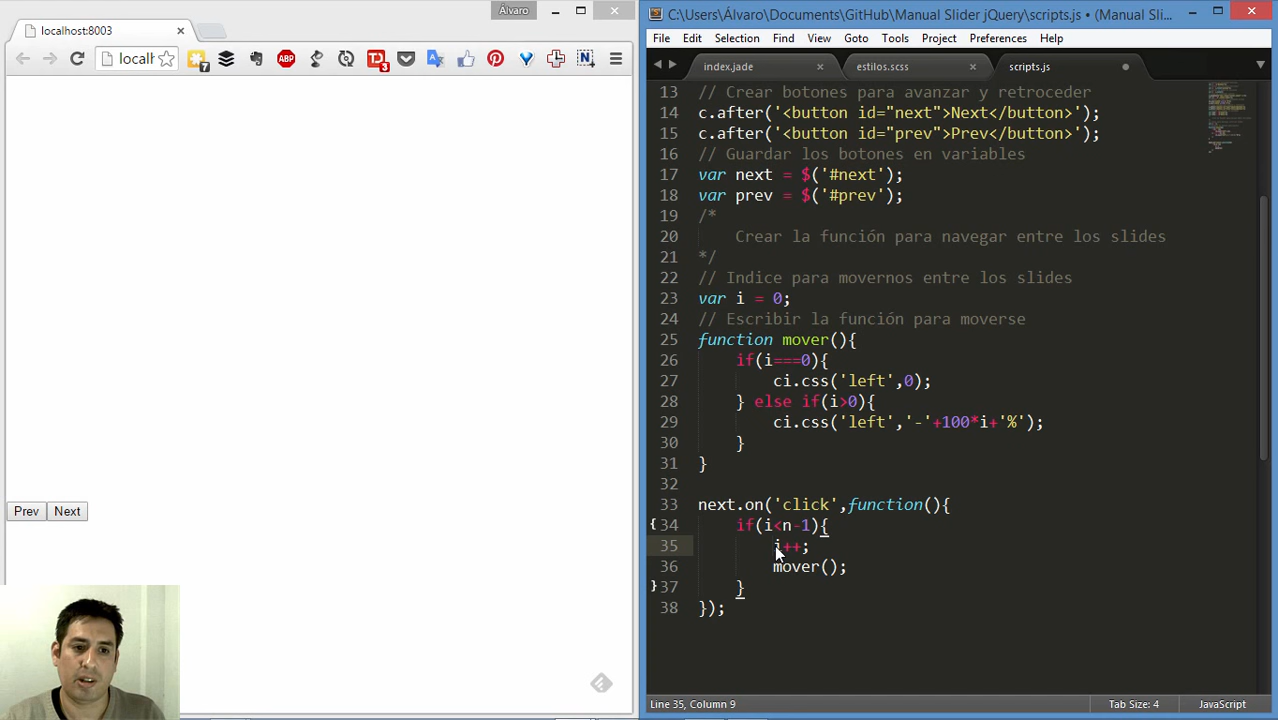 Álvaro
localhost:8003
localh
7
ABP
3
Prev
Next
C:\Users\Álvaro\Documents\GitHub\Manual Slider jQuery\scripts.js • (Manual Sli...
File Edit Selection Find View Goto Tools Project Preferences Help
index.jade
estilos.scss
scripts.js
13 // Crear botones para avanzar y retroceder
14 c.after('<button id="next">Next</button>');
15 c.after('<button id="prev">Prev</button>');
16 // Guardar los botones en variables
17 var next = $('#next');
18 var prev = $('#prev');
19 /*
20 Crear la función para navegar entre los slides
21 */
22 // Indice para movernos entre los slides
23 var i = 0;
24 // Escribir la función para moverse
25 function mover(){
26 if(i===0){
27 ci.css('left',0);
28 } else if(i>0){
29 ci.css('left','-'+100*i+'%');
30 }
31 }
32
33 next.on('click',function(){
34 if(i<n-1){
35 i++;
36 mover();
37 }
38 });
Line 35, Column 9
Tab Size: 4
JavaScript